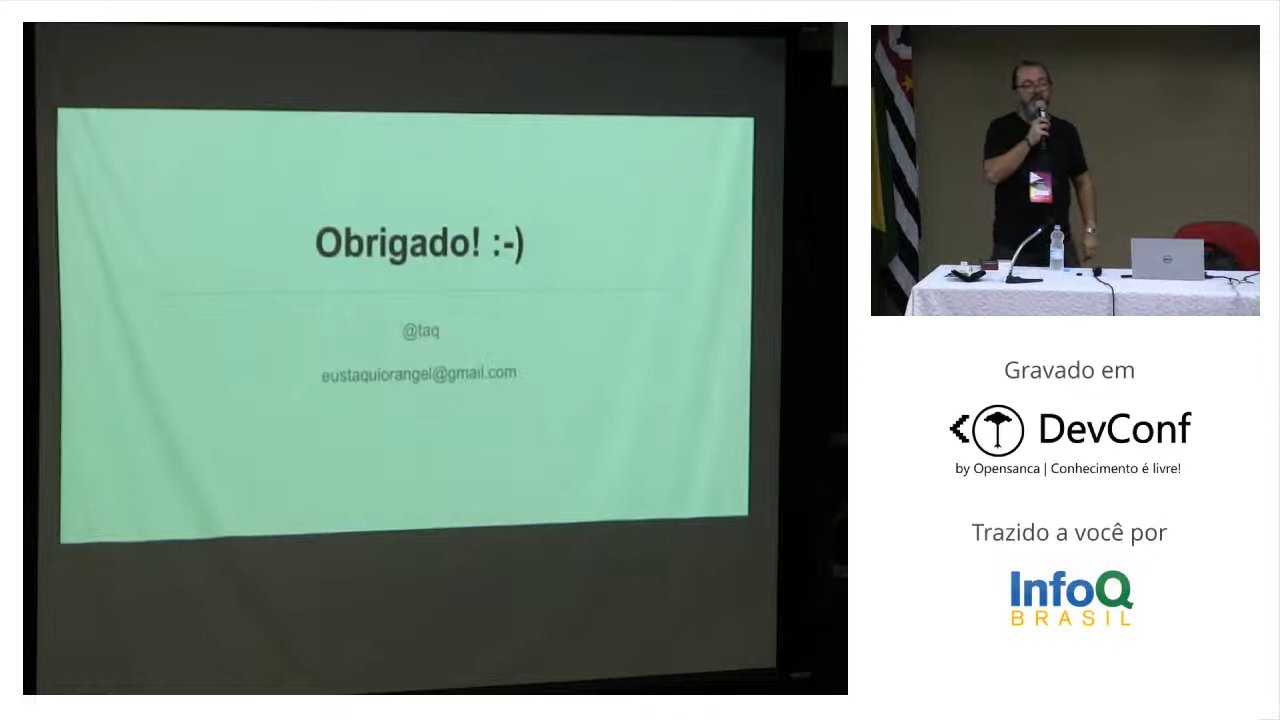 Obrigado! :-)
@taq
eustaquiorangel@gmail.com
Gravado em
DevConf
by Opensanca | Conhecimento é livre!
Trazido a você por
InfoQ
BRASIL